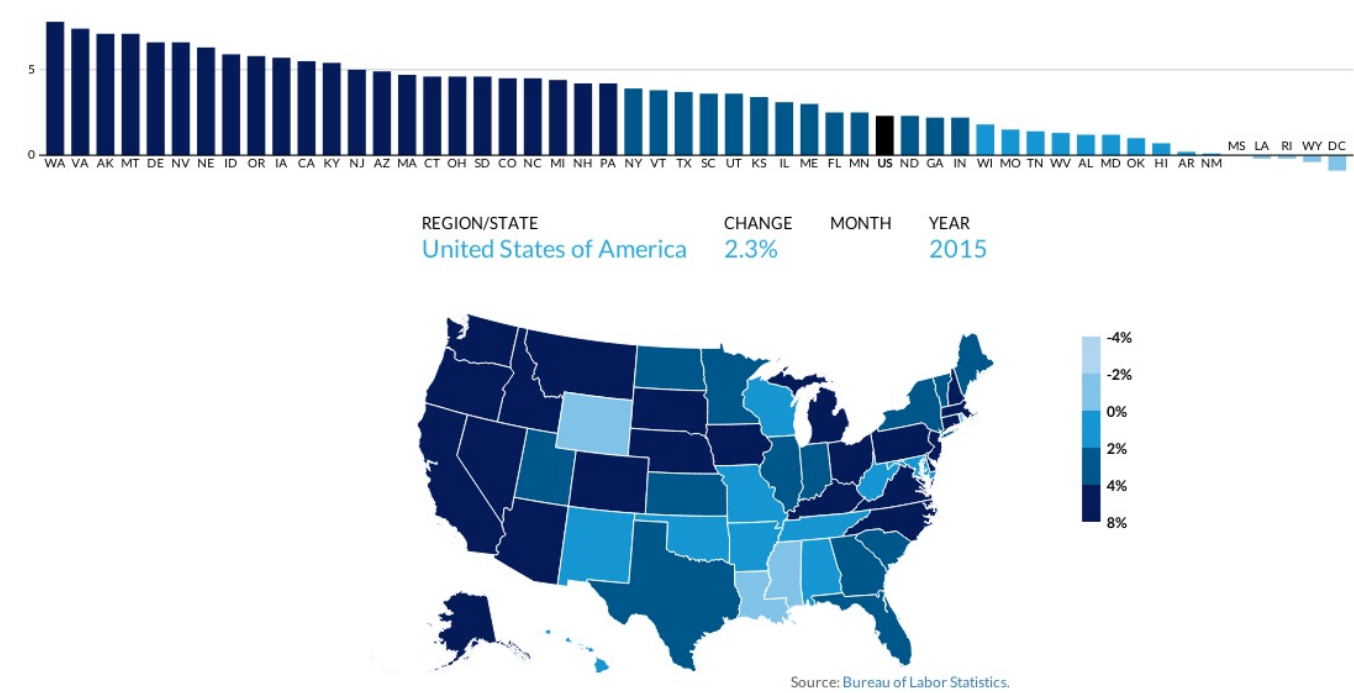 5
0
WA VA AK MT DE NV NE ID OR IA CA KY NJ AZ MA CT OH SD CO NC MI NH PA NY VT TX SC UT KS IL ME FL MN US ND GA IN WI MO TN WV AL MD OK HI AR NM MS LA RI WY DC
REGION/STATE CHANGE MONTH YEAR
United States of America 2.3% 2015
-4%
-2%
0%
2%
4%
8%
Source: Bureau of Labor Statistics.